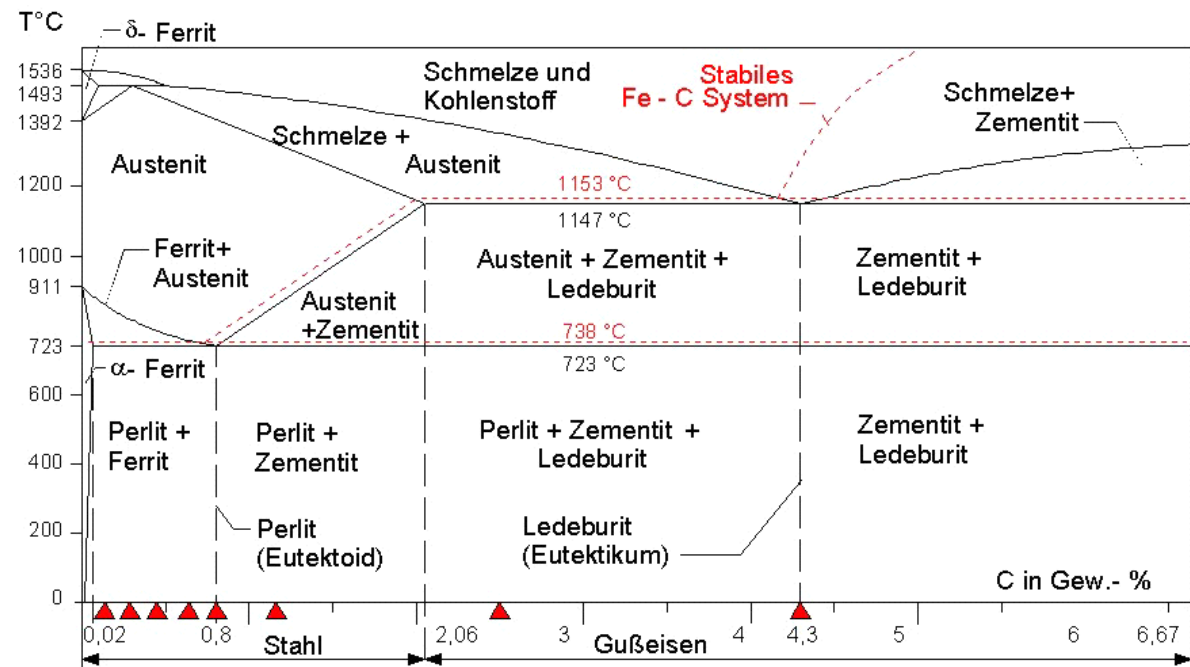 T°C
δ- Ferrit
1536
1493
1392
1200
1000
911
723
600
400
200
0
Schmelze und
Kohlenstoff
Stabiles
Fe - C System
Schmelze+
Zementit
Schmelze +
Austenit
Austenit
1153 °C
1147 °C
Ferrit+
Austenit
Austenit
+Zementit
Austenit + Zementit +
Ledeburit
Zementit +
Ledeburit
738 °C
723 °C
α- Ferrit
Perlit +
Ferrit
Perlit +
Zementit
Perlit + Zementit +
Ledeburit
Zementit +
Ledeburit
Perlit
(Eutektoid)
Ledeburit
(Eutektikum)
C in Gew.- %
0,02
0,8
2,06
3
4
4,3
5
6
6,67
Stahl
Gußeisen